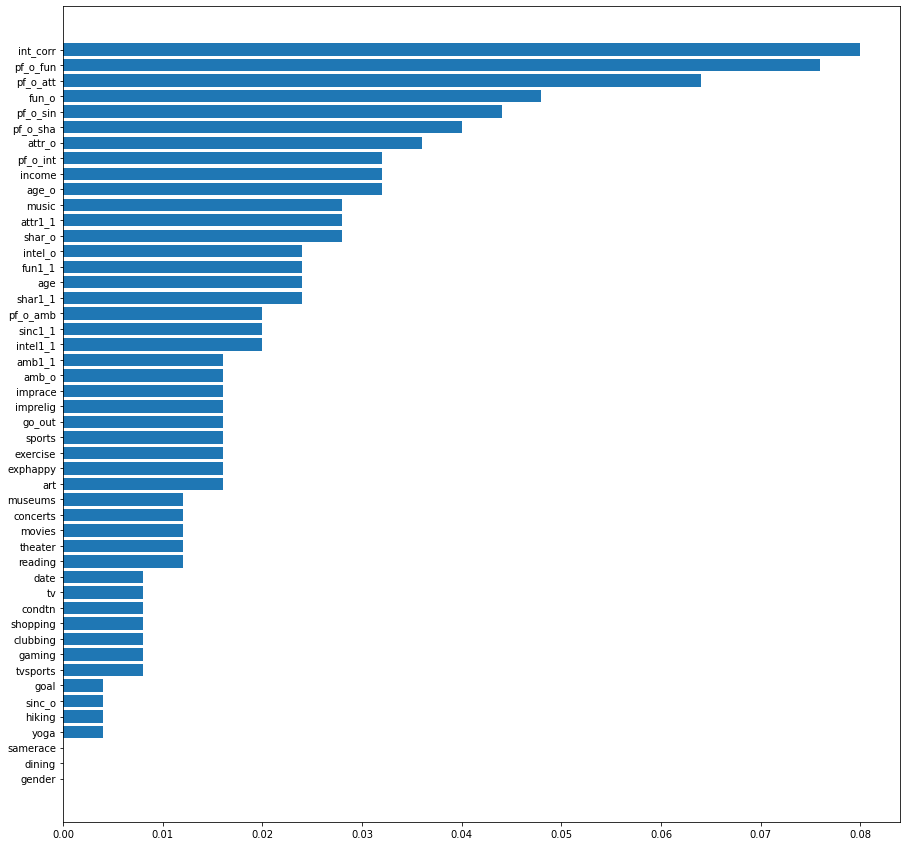 int_corr
pf_o_fun
pf_o_att
fun_o
pf_o_sin
pf_o_sha
attr_o
pf_o_int
income
age_o
music
attr1_1
shar_o
intel_o
fun1_1
age
shar1_1
pf_o_amb
sinc1_1
intel1_1
amb1_1
amb_o
imprace
imprelig
go_out
sports
exercise
exphappy
art
museums
concerts
movies
theater
reading
date
tv
condtn
shopping
clubbing
gaming
tvsports
goal
sinc_o
hiking
yoga
samerace
dining
gender
0.00 0.01 0.02 0.03 0.04 0.05 0.06 0.07 0.08